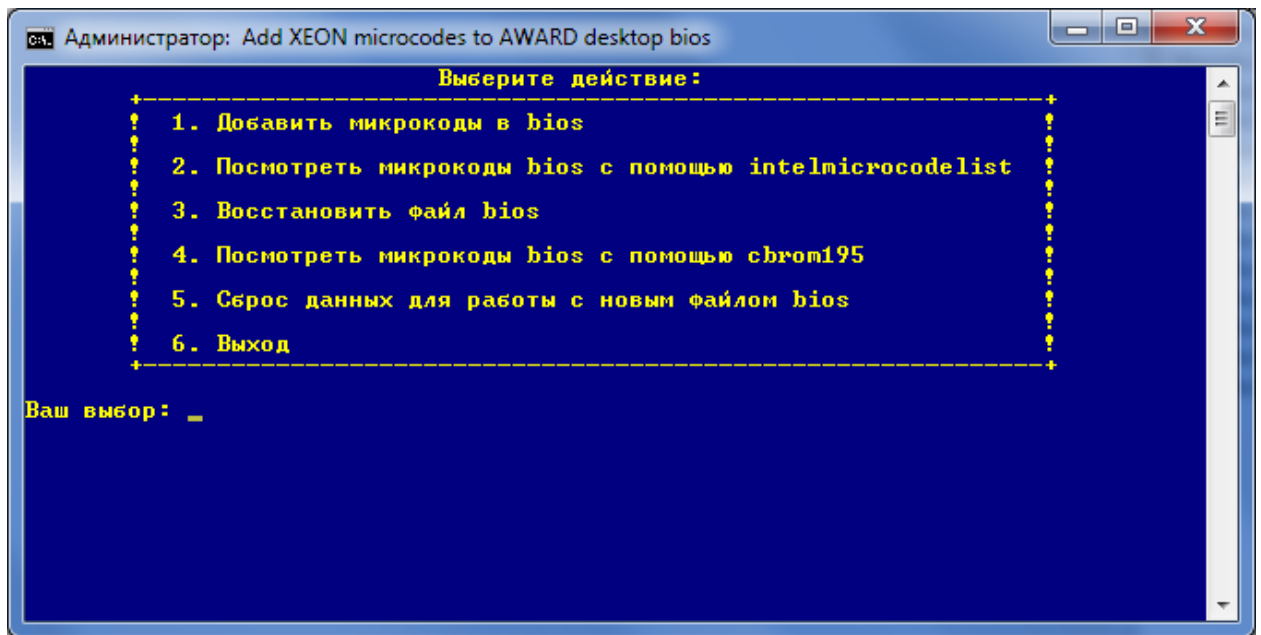 Администратор: Add XEON microcodes to AWARD desktop bios
Выберите действие:
1. Добавить микрокоды в bios
2. Посмотреть микрокоды bios с помощью intelmicrocodelist
3. Восстановить файл bios
4. Посмотреть микрокоды bios с помощью cbrom195
5. Сброс данных для работы с новым файлом bios
6. Выход
Ваш выбор: _